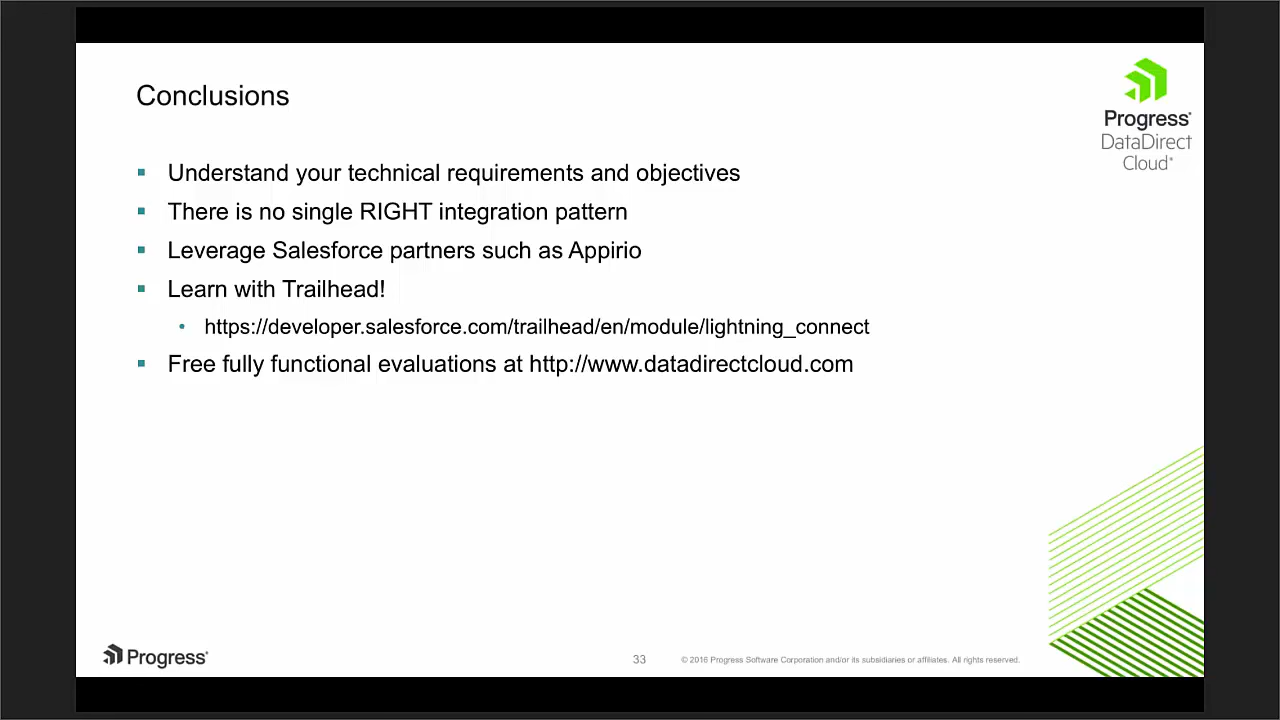 Conclusions
Progress®
DataDirect
Cloud®
▪ Understand your technical requirements and objectives
▪ There is no single RIGHT integration pattern
▪ Leverage Salesforce partners such as Appirio
▪ Learn with Trailhead!
• https://developer.salesforce.com/trailhead/en/module/lightning_connect
▪ Free fully functional evaluations at http://www.datadirectcloud.com
Progress®
33
© 2016 Progress Software Corporation and/or its subsidiaries or affiliates. All rights reserved.